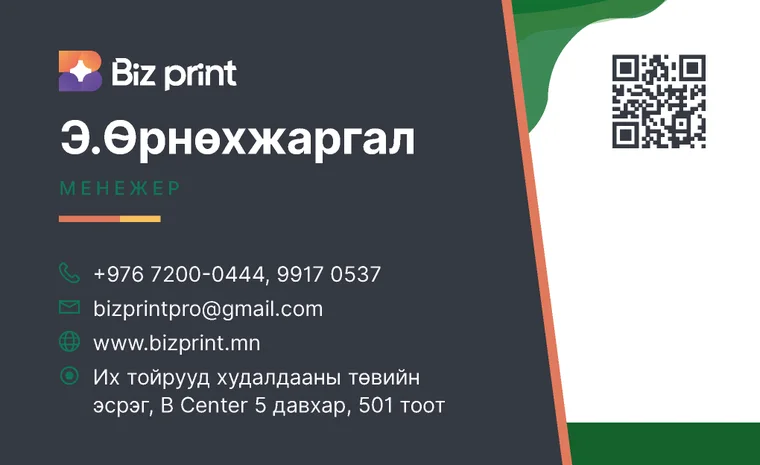 Biz print
Э.Өрнөхжаргал
МЕНЕЖЕР
+976 7200-0444, 9917 0537
bizprintpro@gmail.com
www.bizprint.mn
Их тойрууд худалдааны төвийн
эсрэг, B Center 5 давхар, 501 тоот